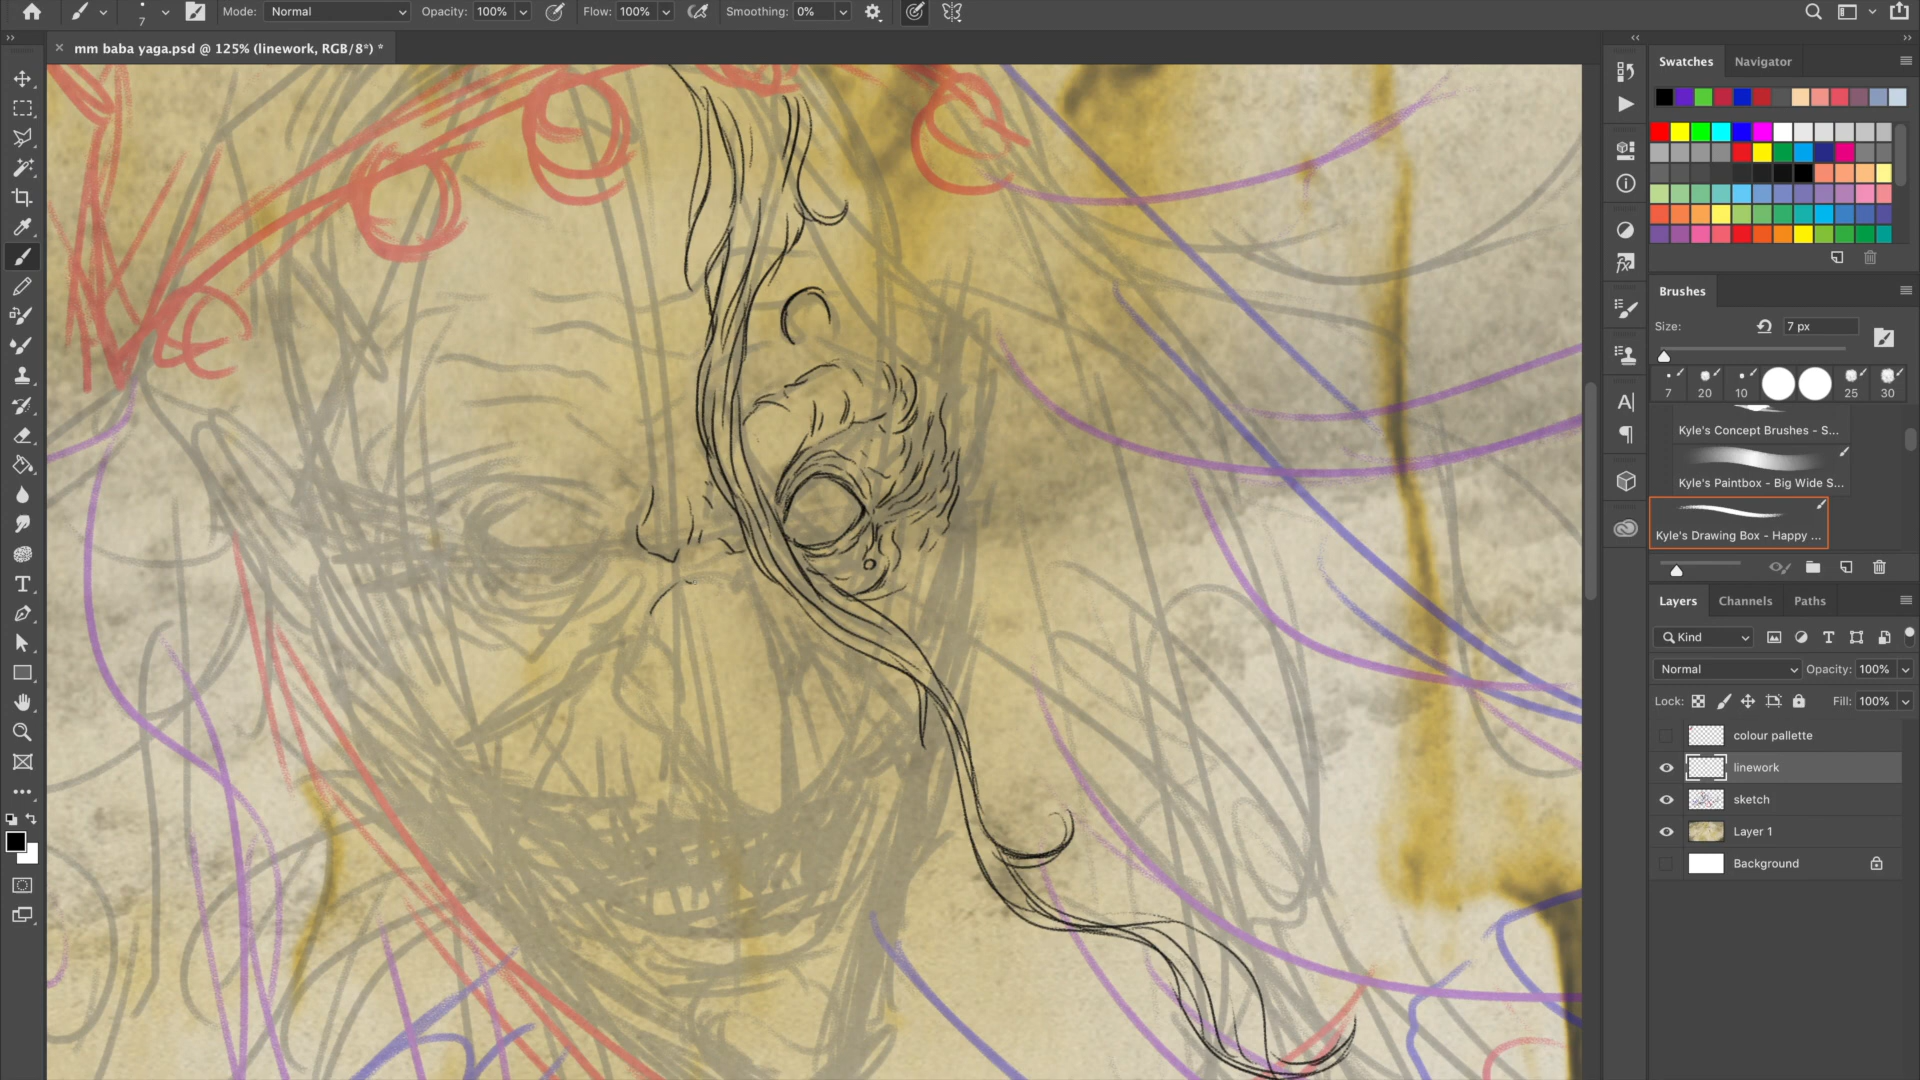 7 Mode: Normal Opacity: 100% Flow: 100% Smoothing: 0%
mm baba yaga.psd @ 125% (linework, RGB/8*) *
Swatches Navigator
Brushes
Size: 7 px
7 20 10 25 30
Kyle's Concept Brushes - S...
Kyle's Paintbox - Big Wide S...
Kyle's Drawing Box - Happy ...
Layers Channels Paths
Kind
Normal Opacity: 100%
Lock: Fill: 100%
colour pallette
linework
sketch
Layer 1
Background